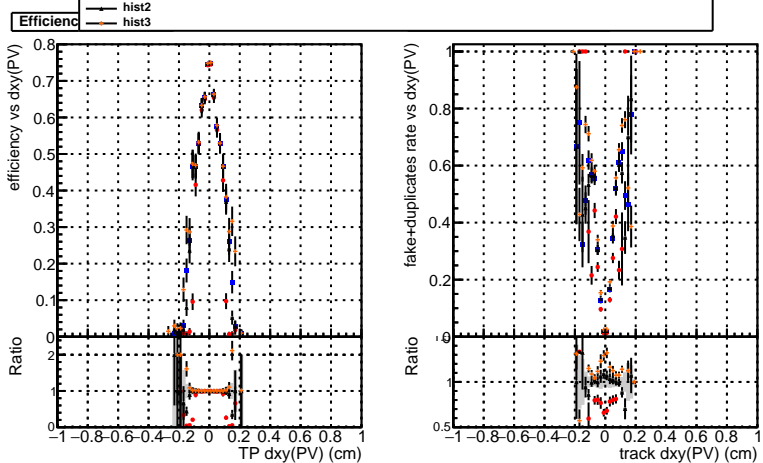 hist2
Efficienc
hist3
efficiency vs dxy(PV)
0.8
0.7
0.6
0.5
0.4
0.3
0.2
0.1
0
Ratio
2
1
0
−1 −0.8 −0.6 −0.4 −0.2 0 0.2 0.4 0.6 0.8 1
TP dxy(PV) (cm)
fake+duplicates rate vs dxy(PV)
1
0.8
0.6
0.4
0.2
Ratio
1
0.5
−1 −0.8 −0.6 −0.4 −0.2 0 0.2 0.4 0.6 0.8 1
track dxy(PV) (cm)